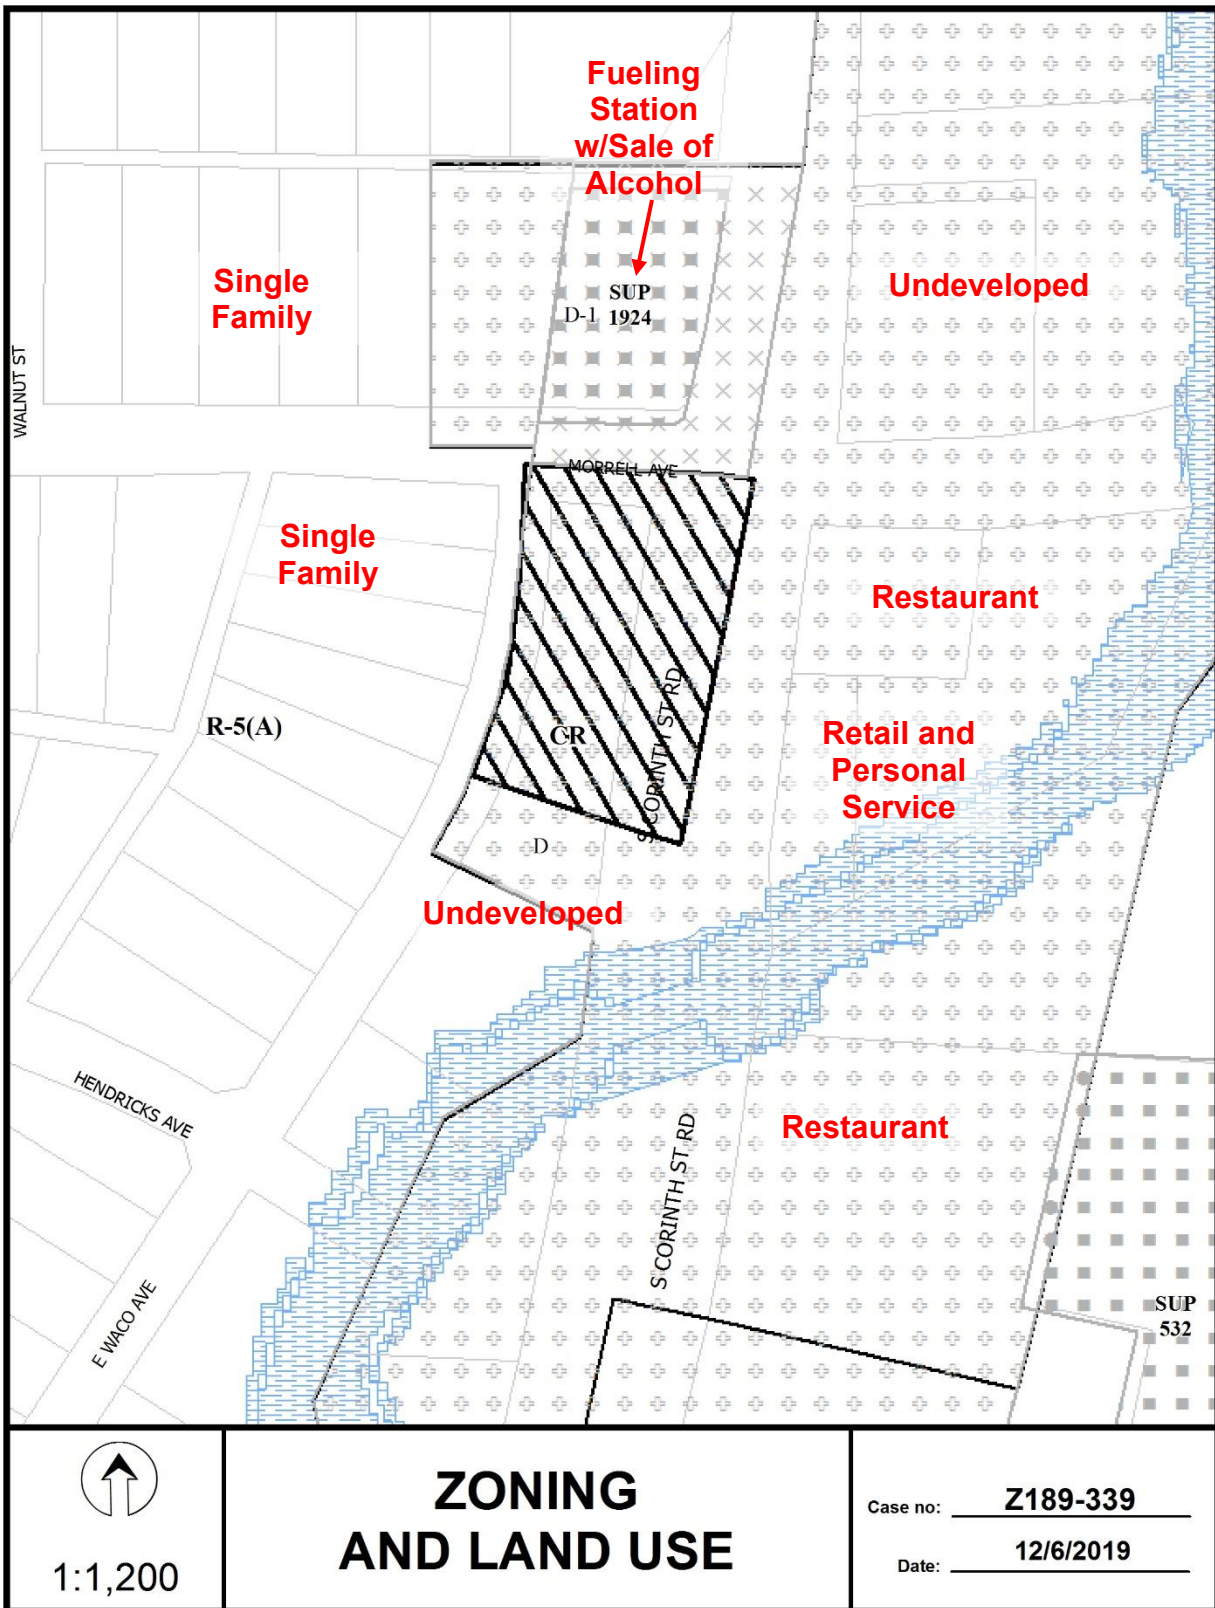 Fueling
Station
w/Sale of
Alcohol
Single
Family
Undeveloped
SUP
D-1 1924
WALNUT ST
MORRELL AVE
Single
Family
Restaurant
R-5(A)
CR
S CORINTH ST RD
Retail and
Personal
Service
D
Undeveloped
HENDRICKS AVE
Restaurant
S CORINTH ST RD
E WACO AVE
SUP
532
1:1,200
ZONING
AND LAND USE
Case no: Z189-339
Date: 12/6/2019